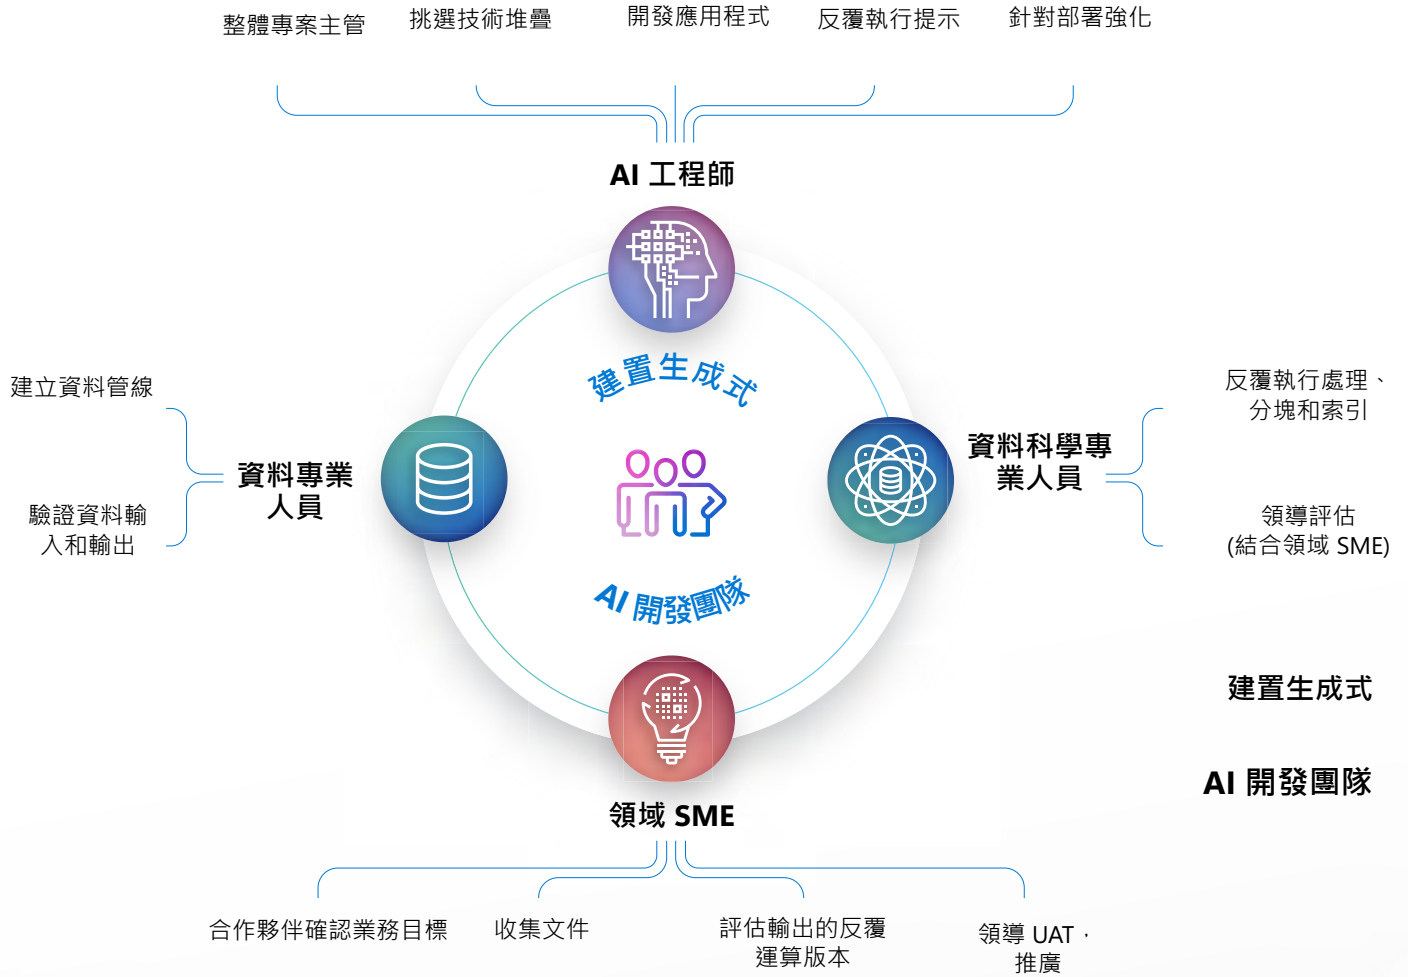 整體專案主管
挑選技術堆疊
開發應用程式
反覆執行提示
針對部署強化
AI 工程師
建置生成式
建立資料管線
反覆執行處理、
分塊和索引
資料專業
人員
資料科學專
業人員
驗證資料輸
入和輸出
領導評估
(結合領域 SME)
AI 開發團隊
建置生成式
AI 開發團隊
領域 SME
合作夥伴確認業務目標
收集文件
評估輸出的反覆
運算版本
領導 UAT，
推廣